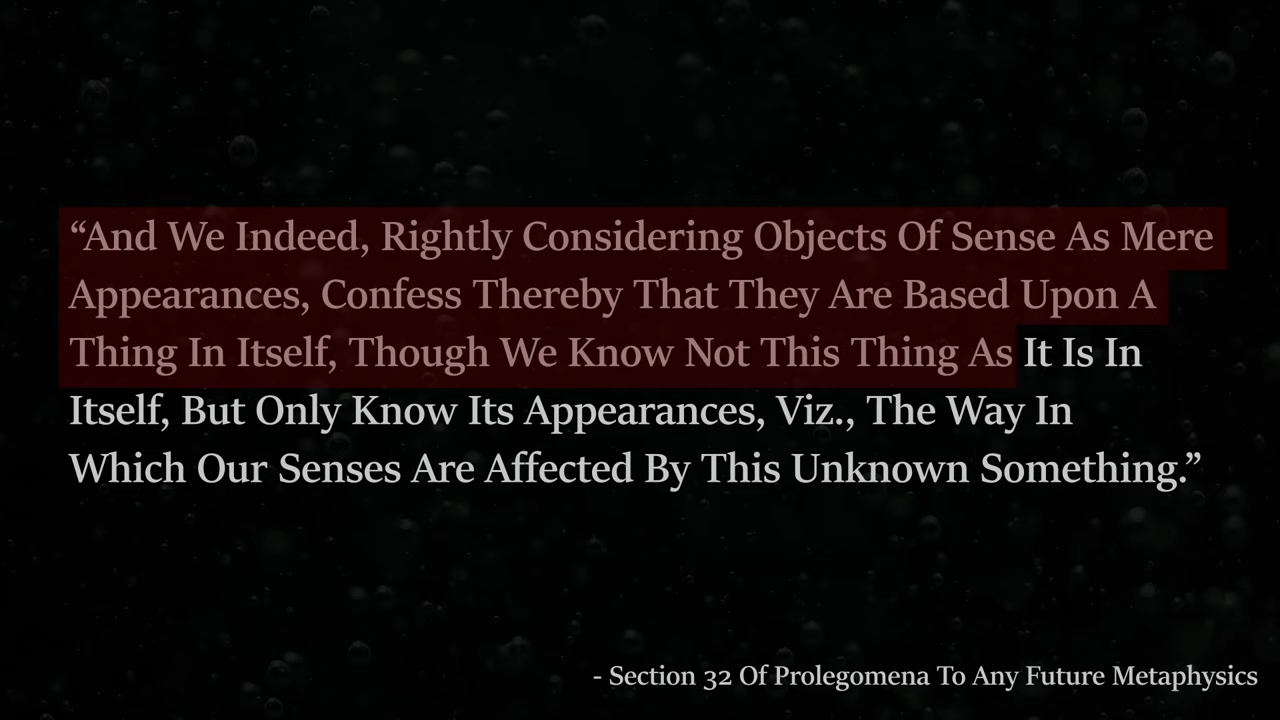 “And We Indeed, Rightly Considering Objects Of Sense As Mere
Appearances, Confess Thereby That They Are Based Upon A
Thing In Itself, Though We Know Not This Thing As It Is In
Itself, But Only Know Its Appearances, Viz., The Way In
Which Our Senses Are Affected By This Unknown Something.”
- Section 32 Of Prolegomena To Any Future Metaphysics